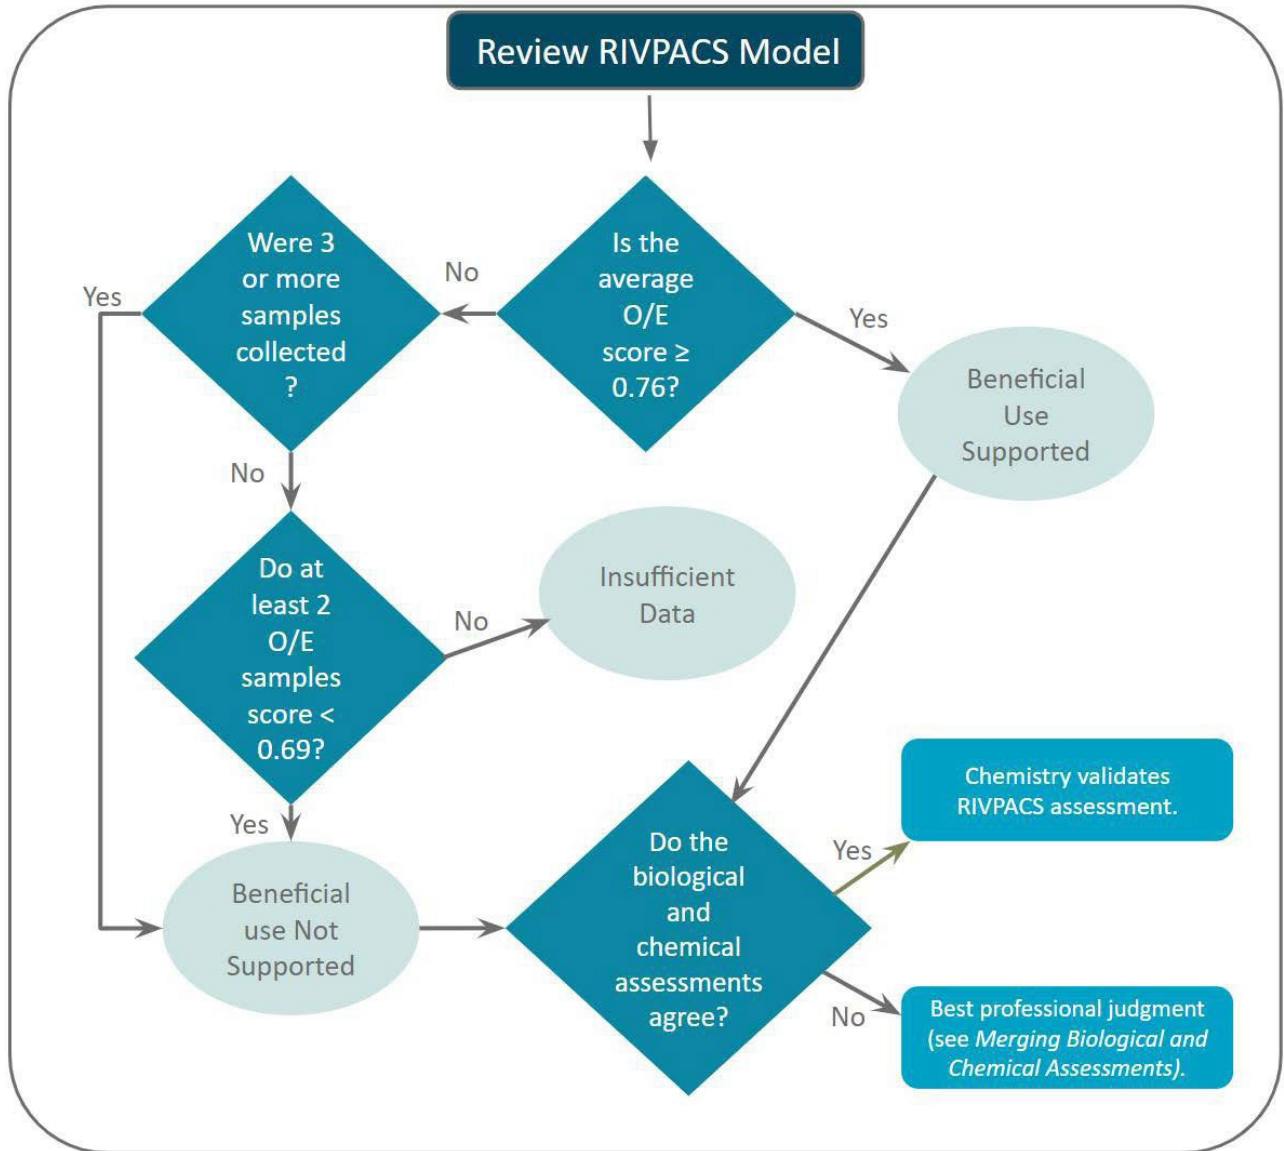 Review RIVPACS Model
Is the
average
O/E
score ≥
0.76?
No
Yes
Were 3
or more
samples
collected
?
Yes
No
Beneficial
Use
Supported
Do at
least 2
O/E
samples
score <
0.69?
No
Insufficient
Data
Yes
Beneficial
use Not
Supported
Do the
biological
and
chemical
assessments
agree?
Yes
Chemistry validates
RIVPACS assessment.
No
Best professional judgment
(see Merging Biological and
Chemical Assessments).